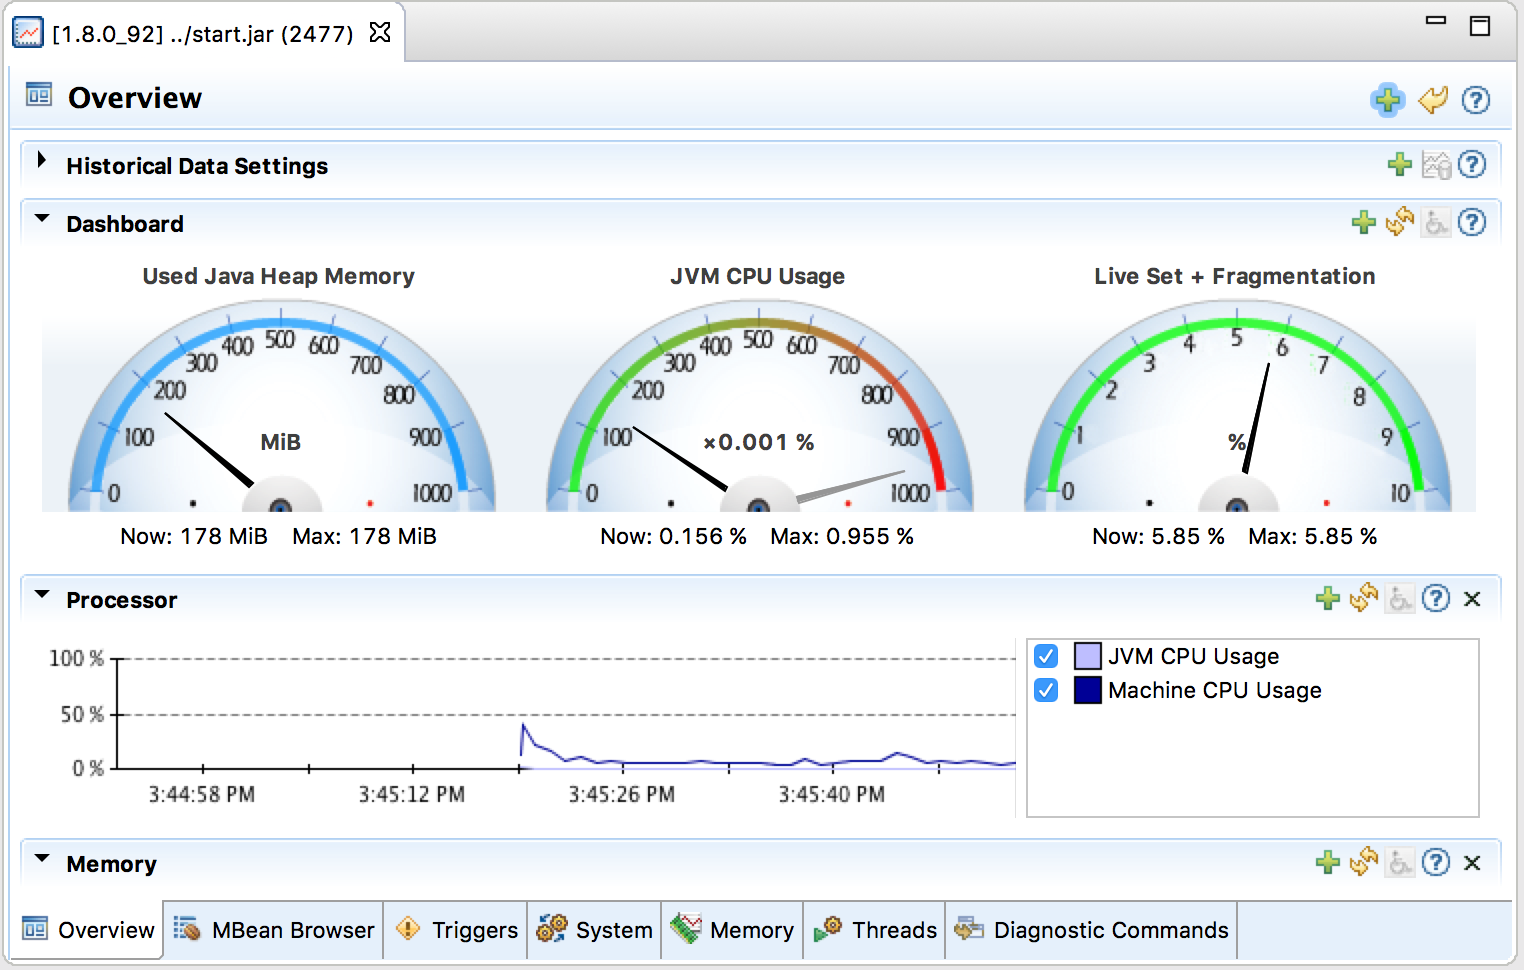 [1.8.0_92] ../start.jar (2477)
Overview
Historical Data Settings
Dashboard
Used Java Heap Memory
JVM CPU Usage
Live Set + Fragmentation
0 100 200 300 400 500 600 700 800 900 1000
MiB
0 100 200 300 400 500 600 700 800 900 1000
×0.001 %
0 1 2 3 4 5 6 7 8 9 10
%
Now: 178 MiB Max: 178 MiB
Now: 0.156 % Max: 0.955 %
Now: 5.85 % Max: 5.85 %
Processor
100 %
50 %
0 %
3:44:58 PM 3:45:12 PM 3:45:26 PM 3:45:40 PM
JVM CPU Usage
Machine CPU Usage
Memory
Overview MBean Browser Triggers System Memory Threads Diagnostic Commands